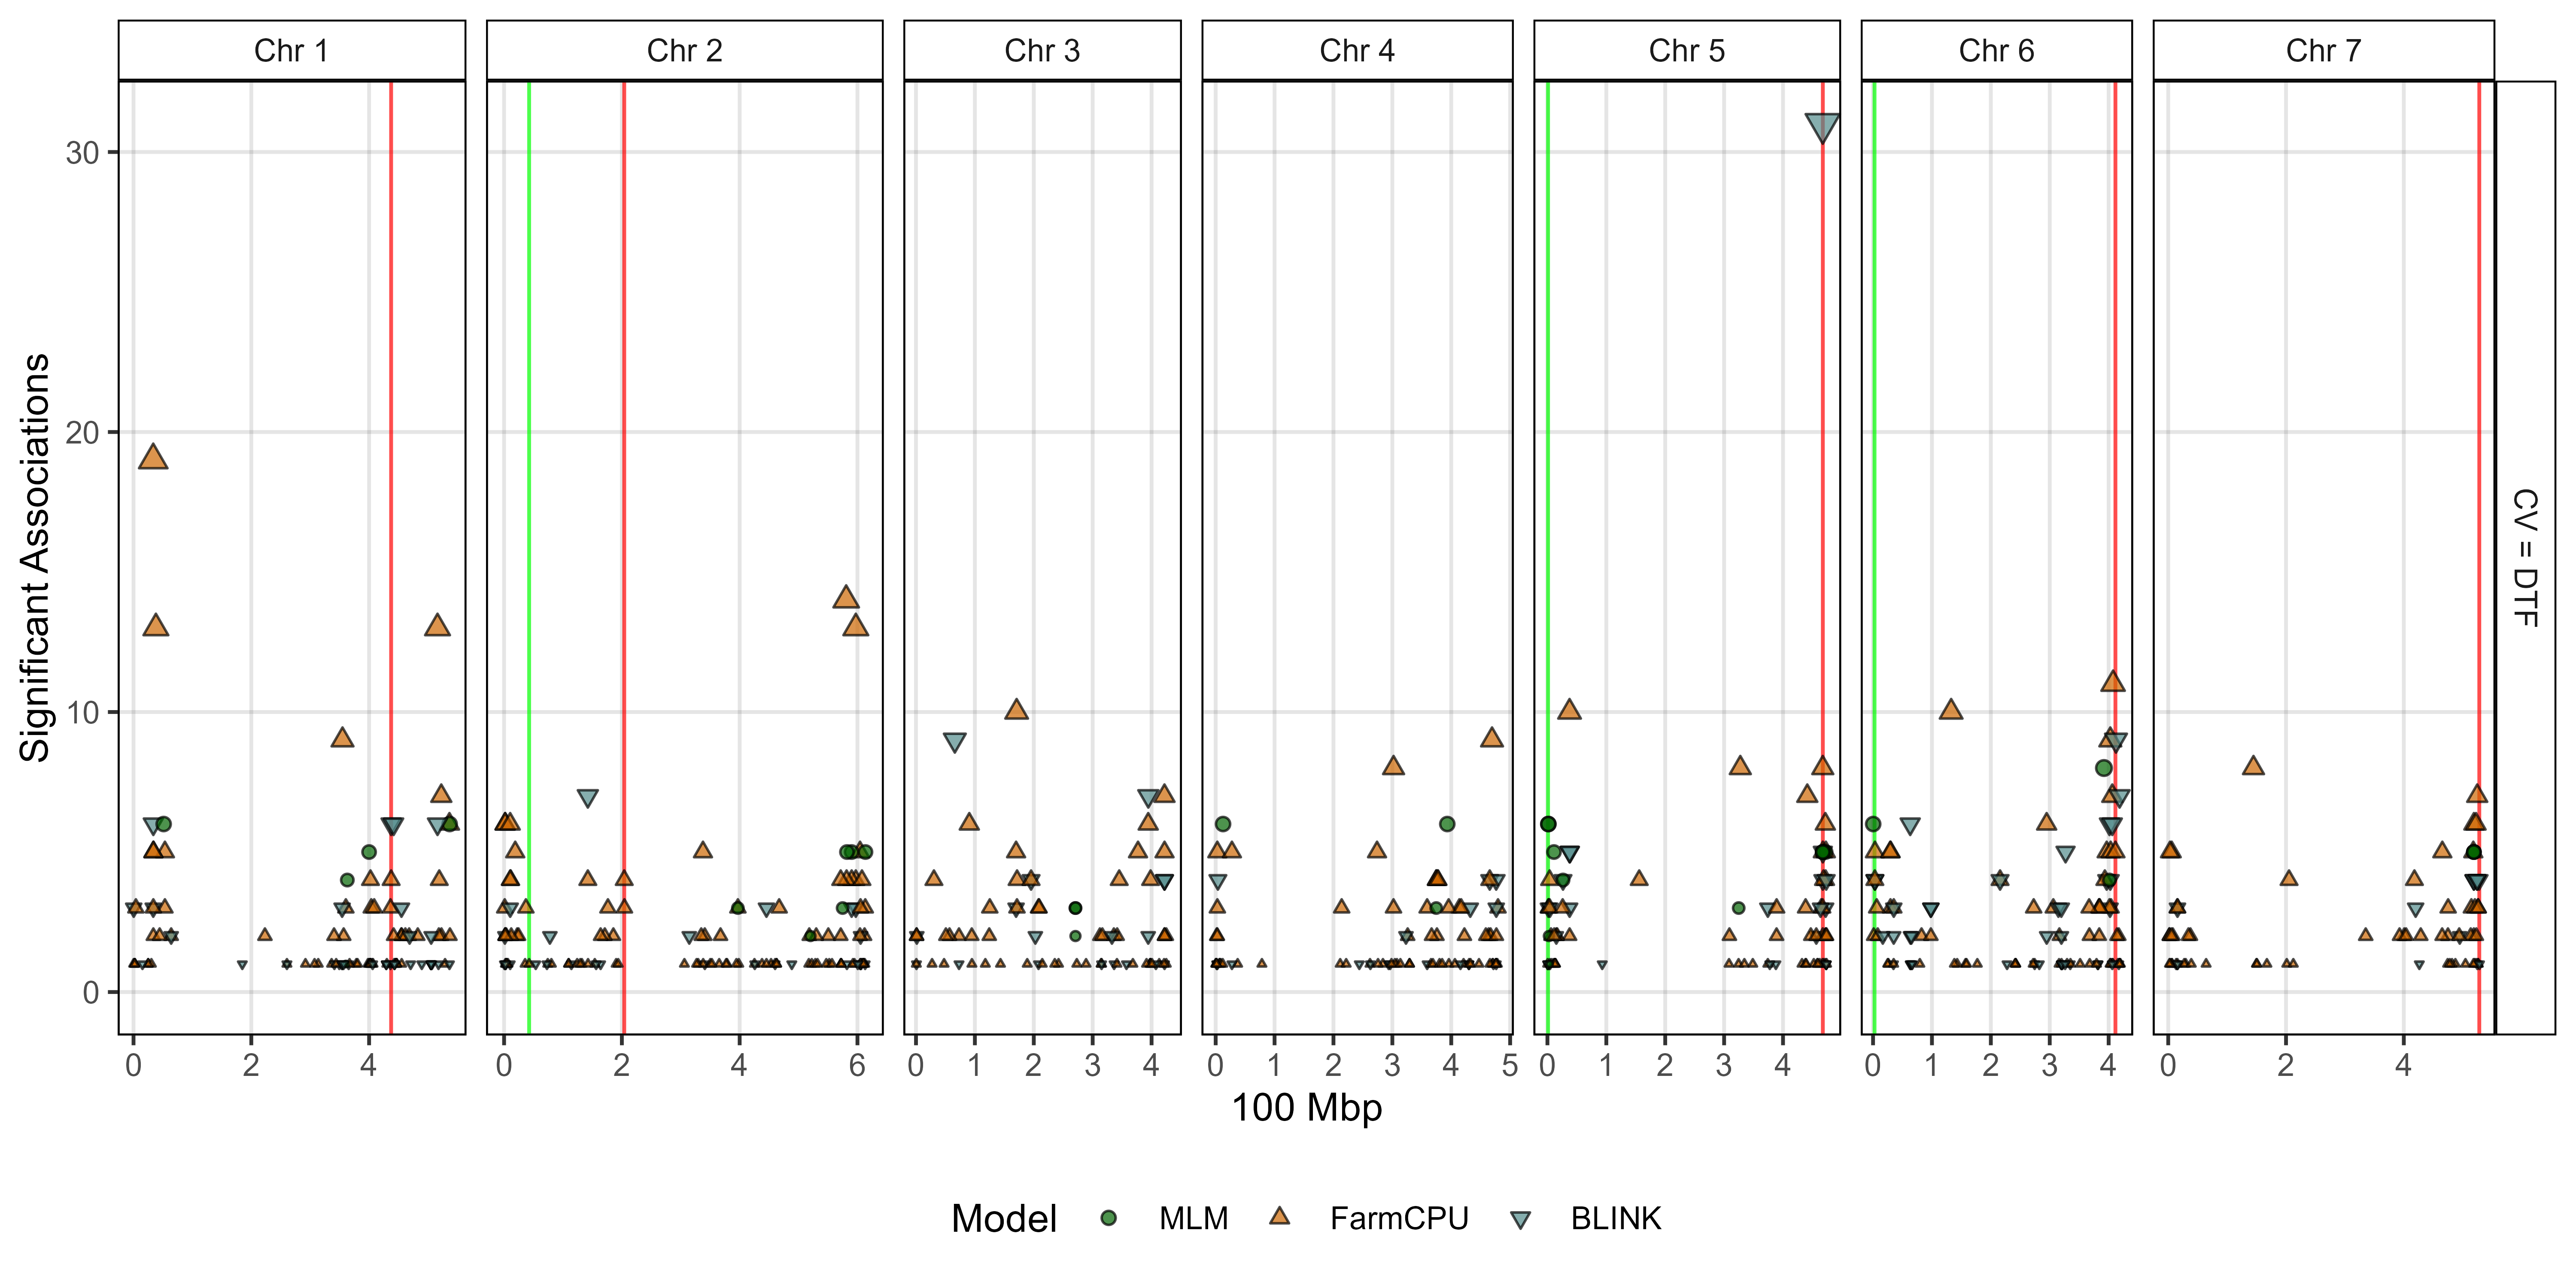 Chr 1 Chr 2 Chr 3 Chr 4 Chr 5 Chr 6 Chr 7
30
20
10
0
Significant Associations
CV = DTF
0 2 4 0 2 4 6 0 1 2 3 4 0 1 2 3 4 5 0 1 2 3 4 0 1 2 3 4 0 2 4
100 Mbp
Model MLM FarmCPU BLINK